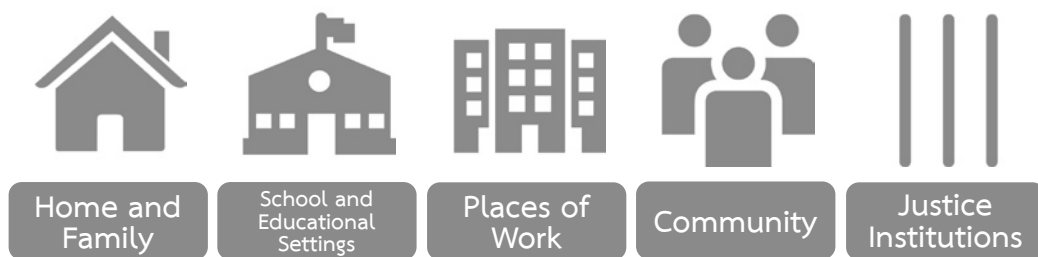 Home and
Family
School and
Educational
Settings
Places of
Work
Community
Justice
Institutions